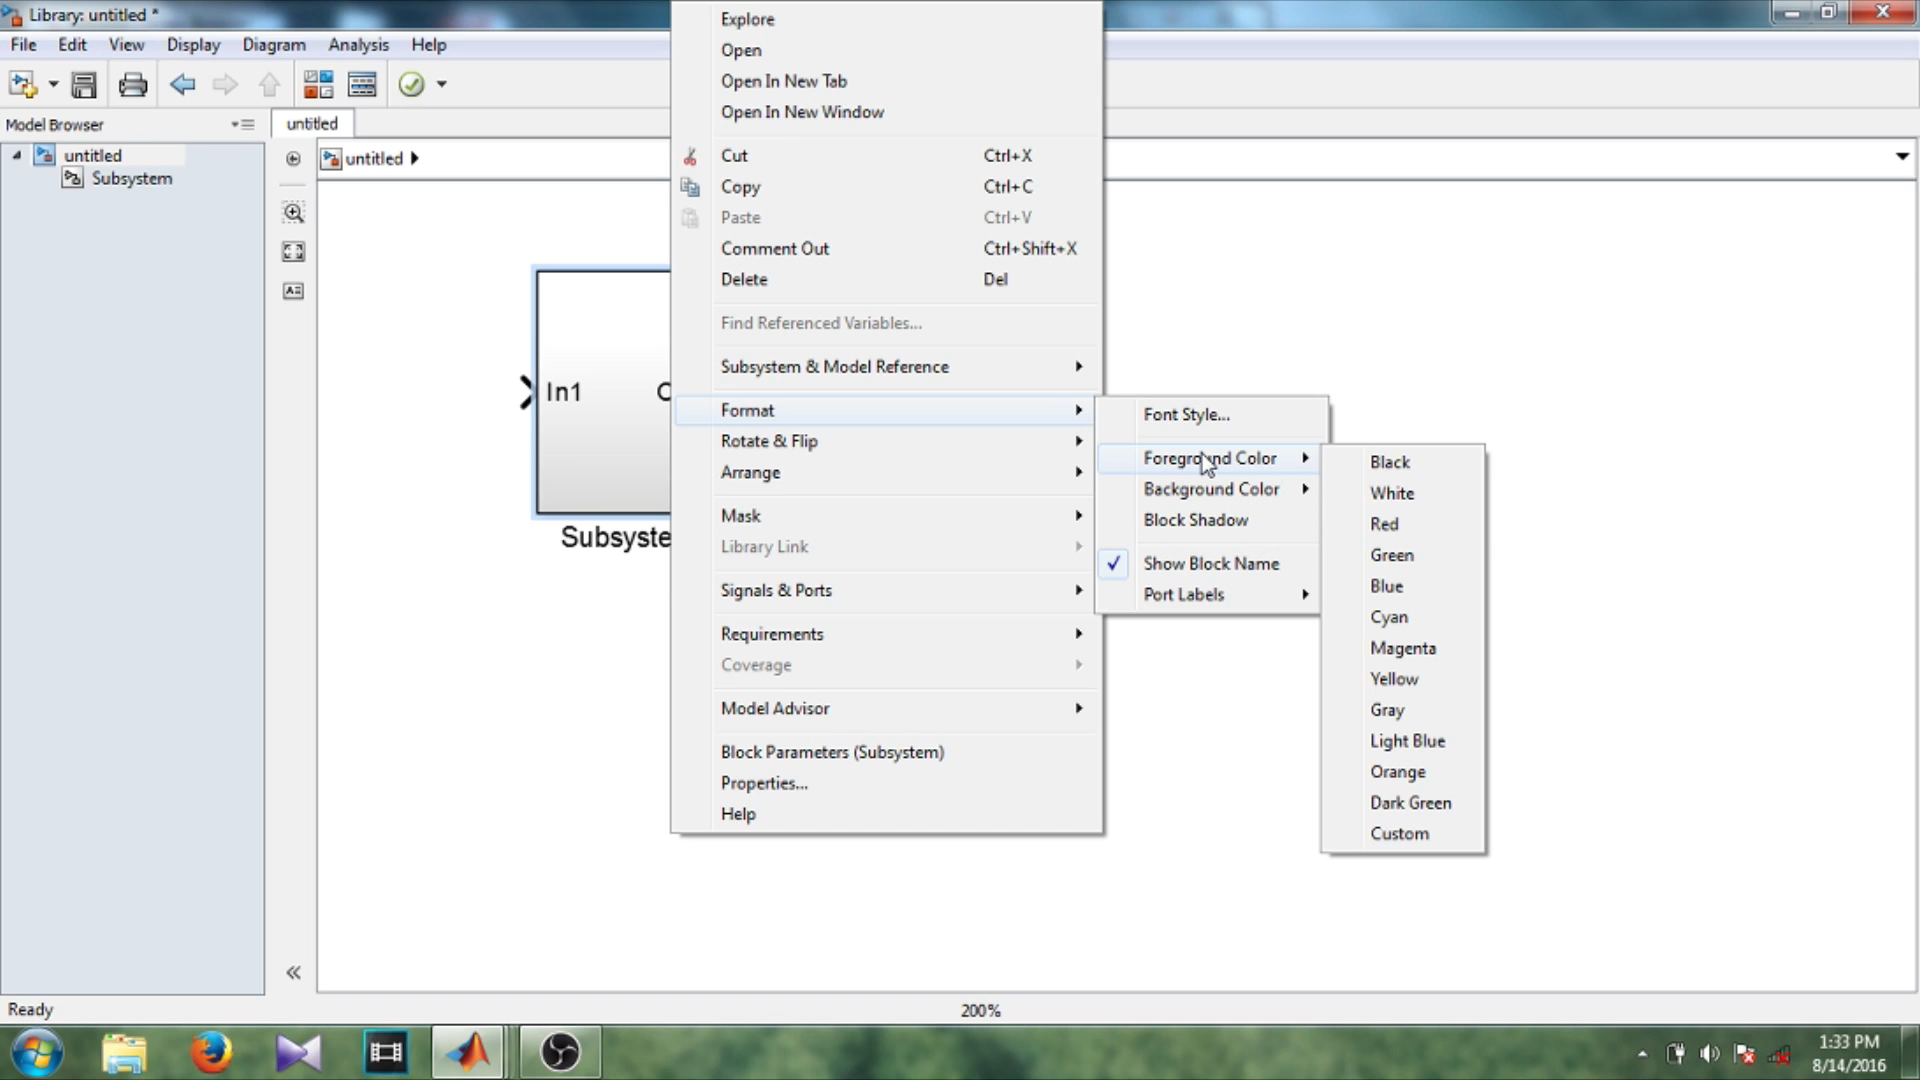 Library: untitled *
File Edit View Display Diagram Analysis Help
Model Browser
untitled
untitled
Subsystem
untitled
In1
Subsyste
Explore
Open
Open In New Tab
Open In New Window
Cut Ctrl+X
Copy Ctrl+C
Paste Ctrl+V
Comment Out Ctrl+Shift+X
Delete Del
Find Referenced Variables...
Subsystem & Model Reference
Format
Rotate & Flip
Arrange
Mask
Library Link
Signals & Ports
Requirements
Coverage
Model Advisor
Block Parameters (Subsystem)
Properties...
Help
Font Style...
Foreground Color
Background Color
Block Shadow
Show Block Name
Port Labels
Black
White
Red
Green
Blue
Cyan
Magenta
Yellow
Gray
Light Blue
Orange
Dark Green
Custom
Ready
200%
1:33 PM
8/14/2016